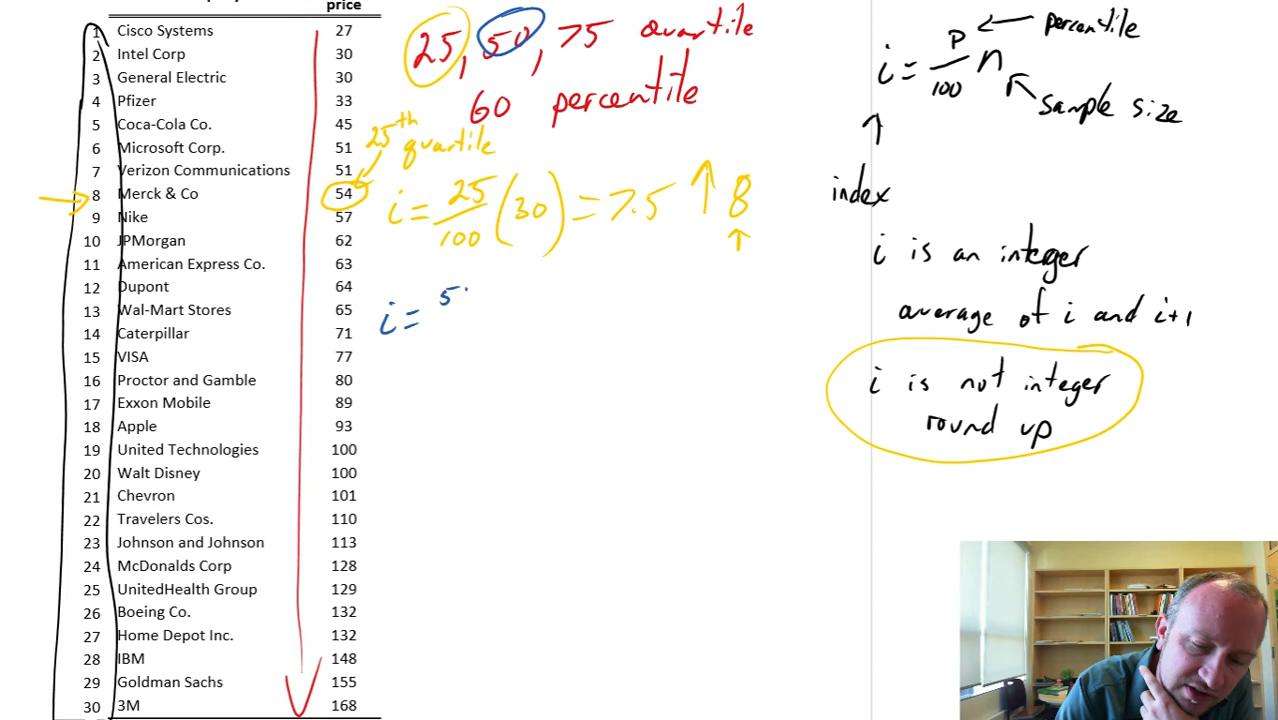 price
1 Cisco Systems 27
2 Intel Corp 30
3 General Electric 30
4 Pfizer 33
5 Coca-Cola Co. 45
6 Microsoft Corp. 51
7 Verizon Communications 51
8 Merck & Co 54
9 Nike 57
10 JPMorgan 62
11 American Express Co. 63
12 Dupont 64
13 Wal-Mart Stores 65
14 Caterpillar 71
15 VISA 77
16 Proctor and Gamble 80
17 Exxon Mobile 89
18 Apple 93
19 United Technologies 100
20 Walt Disney 100
21 Chevron 101
22 Travelers Cos. 110
23 Johnson and Johnson 113
24 McDonalds Corp 128
25 UnitedHealth Group 129
26 Boeing Co. 132
27 Home Depot Inc. 132
28 IBM 148
29 Goldman Sachs 155
30 3M 168
25, 50, 75 quartile
60 percentile
25th
quartile
i = 25/100 (30) = 7.5 ↑ 8
i = 5
i = P/100 n
percentile
sample size
index
i is an integer
average of i and i+1
i is not integer
round up